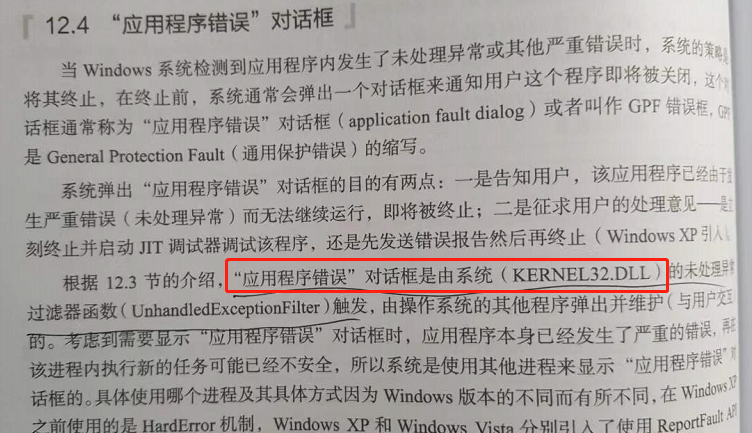 12.4 “应用程序错误”对话框
当 Windows 系统检测到应用程序内发生了未处理异常或其他严重错误时，系统的策略是
将其终止，在终止前，系统通常会弹出一个对话框来通知用户这个程序即将被关闭，这个对
话框通常称为“应用程序错误”对话框（application fault dialog）或者叫作 GPF 错误框，GPF
是 General Protection Fault（通用保护错误）的缩写。
系统弹出“应用程序错误”对话框的目的有两点：一是告知用户，该应用程序已经由于发
生严重错误（未处理异常）而无法继续运行，即将被终止；二是征求用户的处理意见——是立
刻终止并启动 JIT 调试器调试该程序，还是先发送错误报告然后再终止（Windows XP 引入
根据 12.3 节的介绍，“应用程序错误”对话框是由系统（KERNEL32.DLL）的未处理异常
过滤器函数（UnhandledExceptionFilter）触发，由操作系统的其他程序弹出并维护（与用户交互
的。考虑到需要显示“应用程序错误”对话框时，应用程序本身已经发生了严重的错误，再在
该进程内执行新的任务可能已经不安全，所以系统是使用其他进程来显示“应用程序错误”对
话框的。具体使用哪个进程及其具体方式因为 Windows 版本的不同而有所不同，在 Windows XP
之前使用的是 HardError 机制，Windows XP 和 Windows Vista 分别引入了使用 ReportFault API